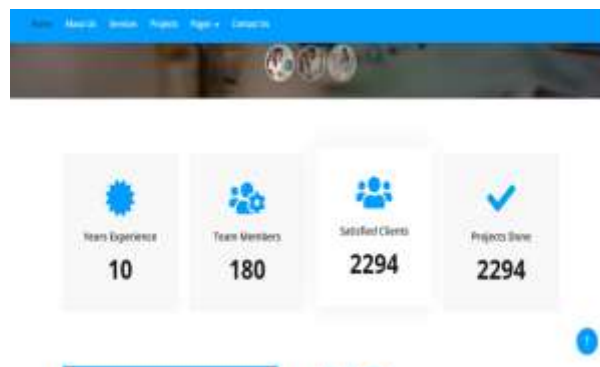 Home About Us Services Projects Pages Contact Us
Years Experience
10
Team Members
180
Satisfied Clients
2294
Projects Done
2294